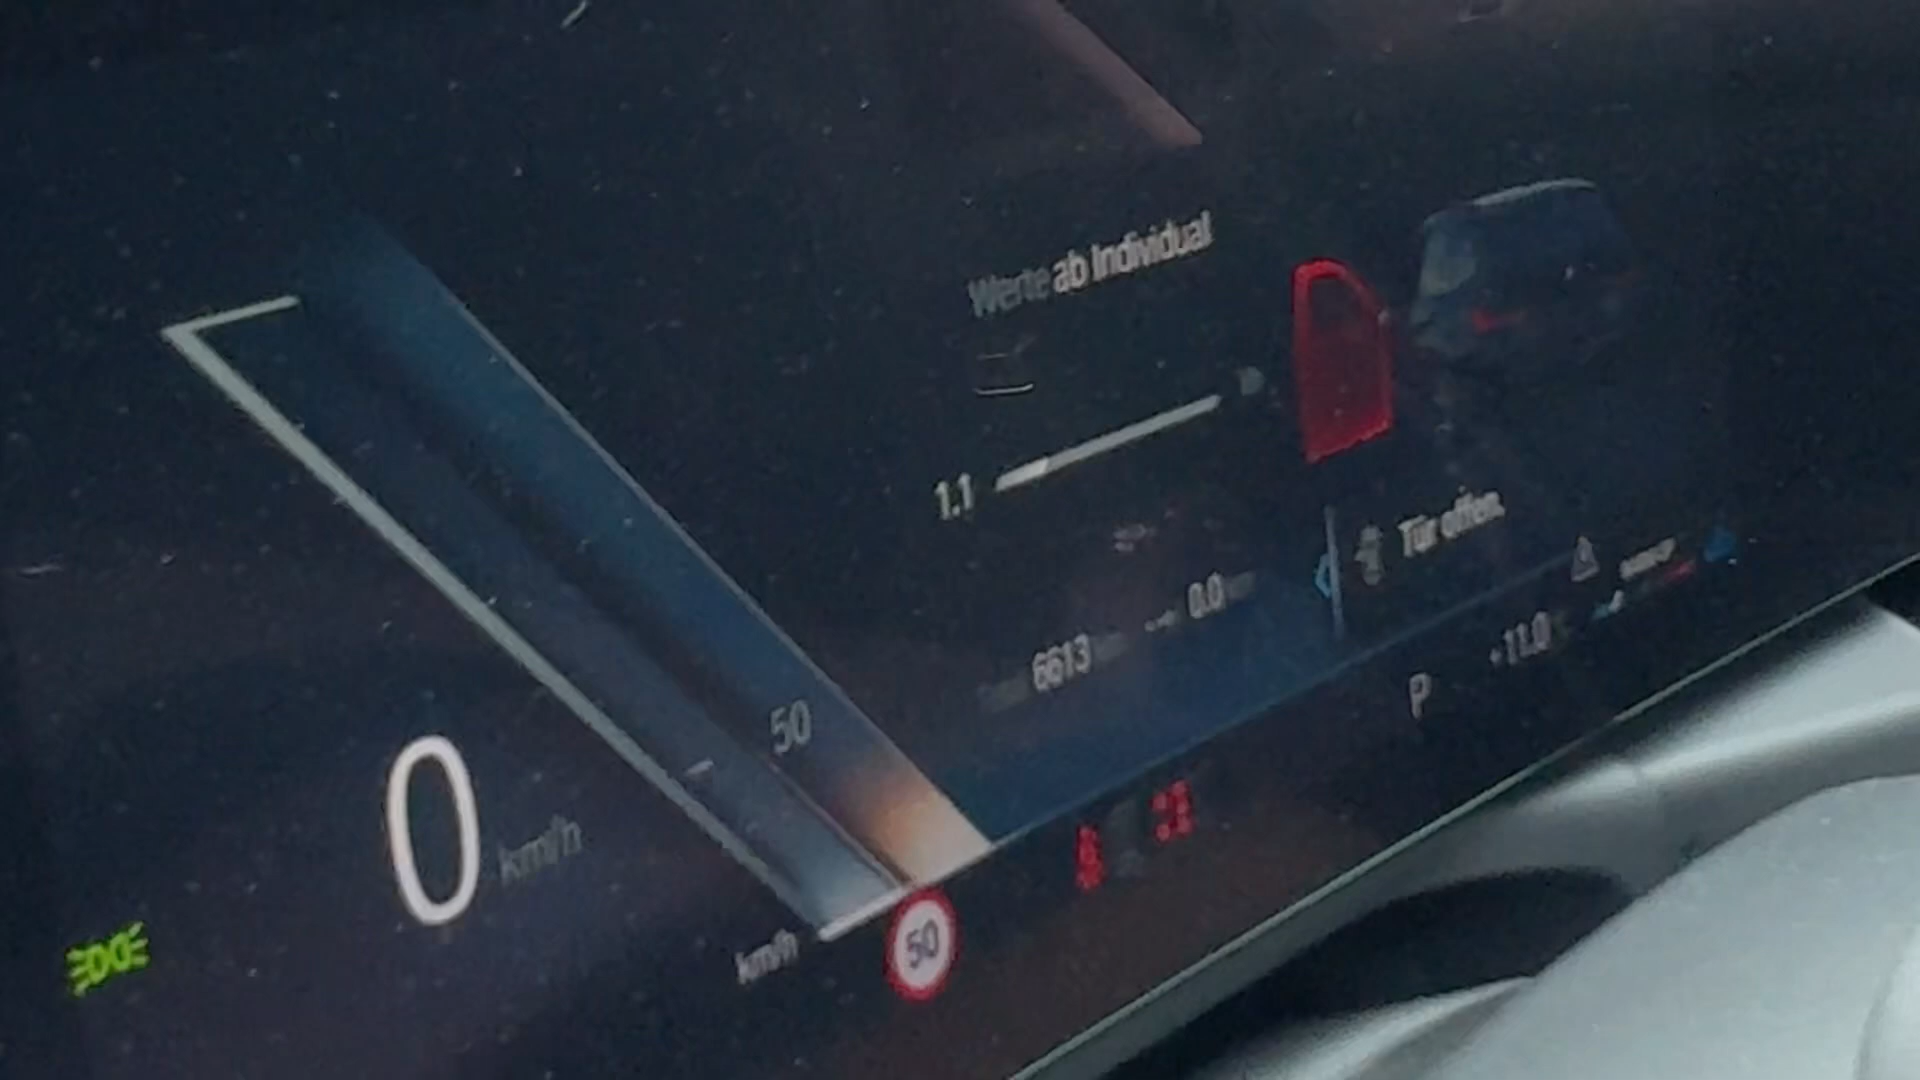 Werte ab Individual
1.1
Tür offen.
0.0
6613
+11.0
P
50
0 km/h
km/h
50